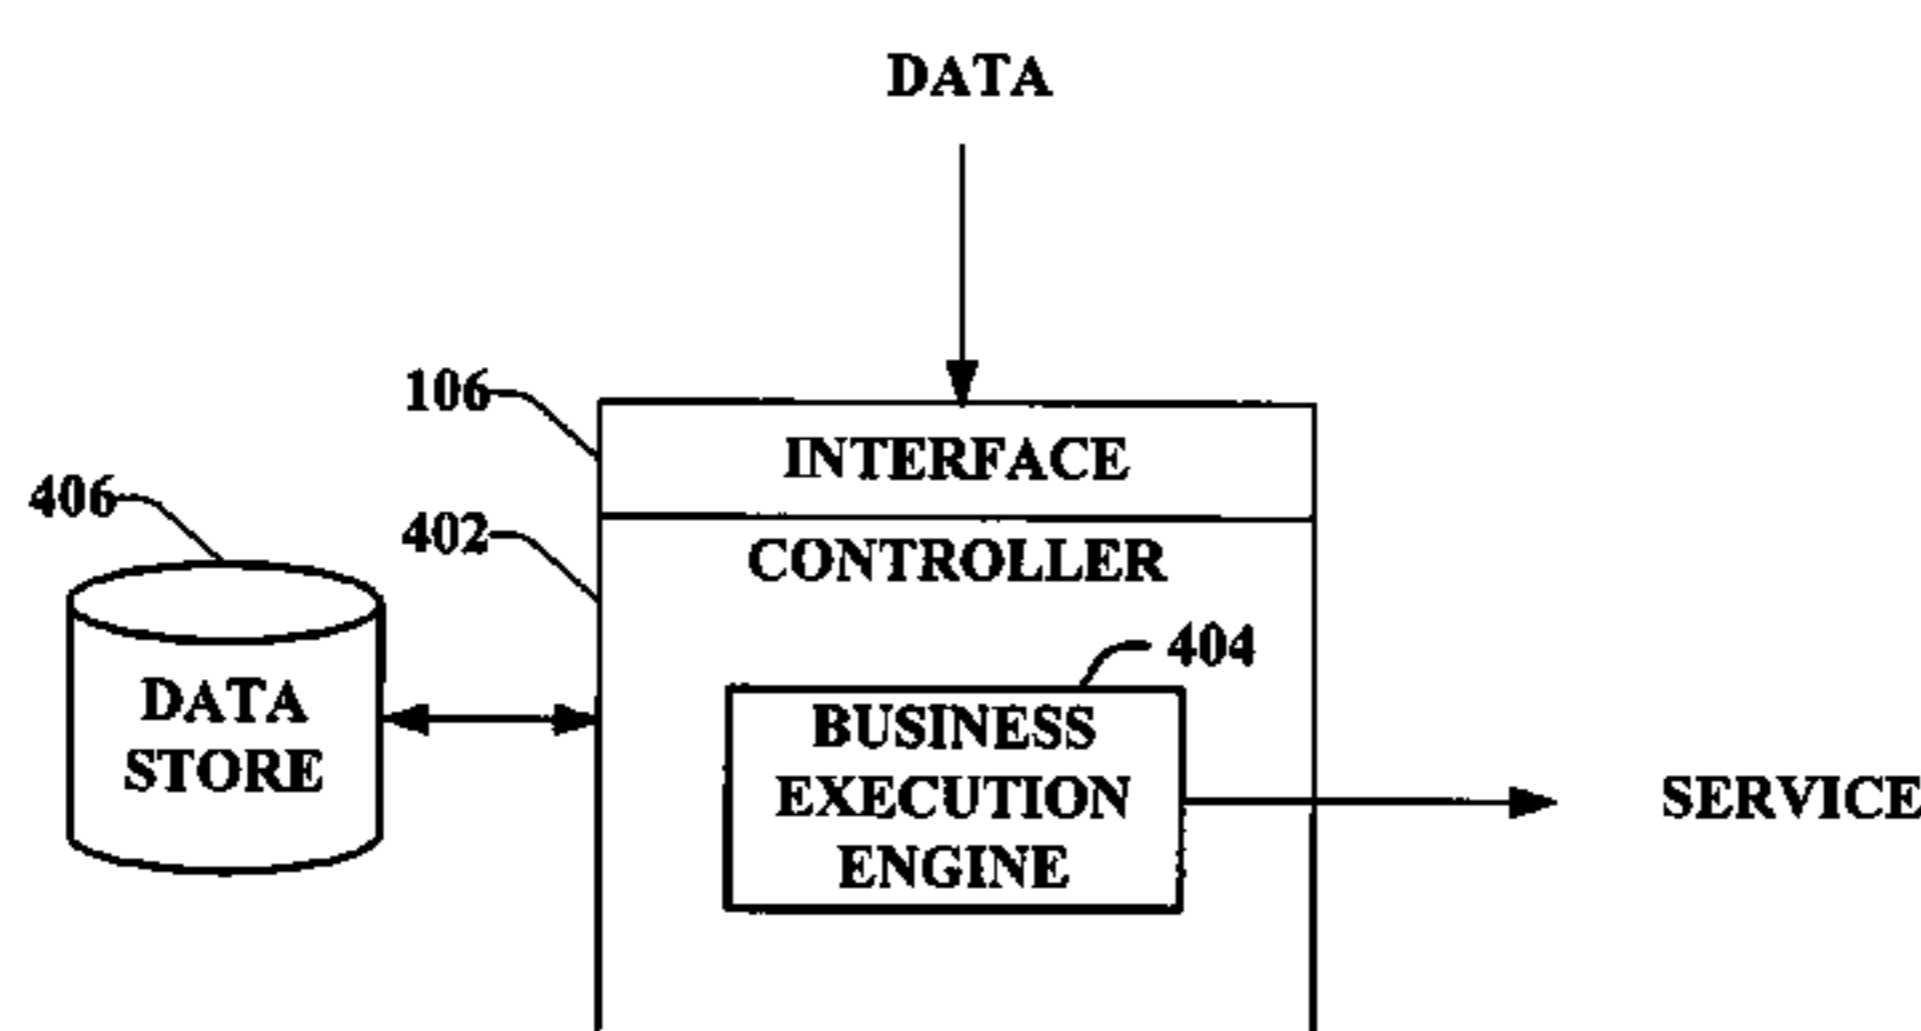 DATA
106
INTERFACE
406
402
CONTROLLER
404
DATA
STORE
BUSINESS
EXECUTION
ENGINE
SERVICE